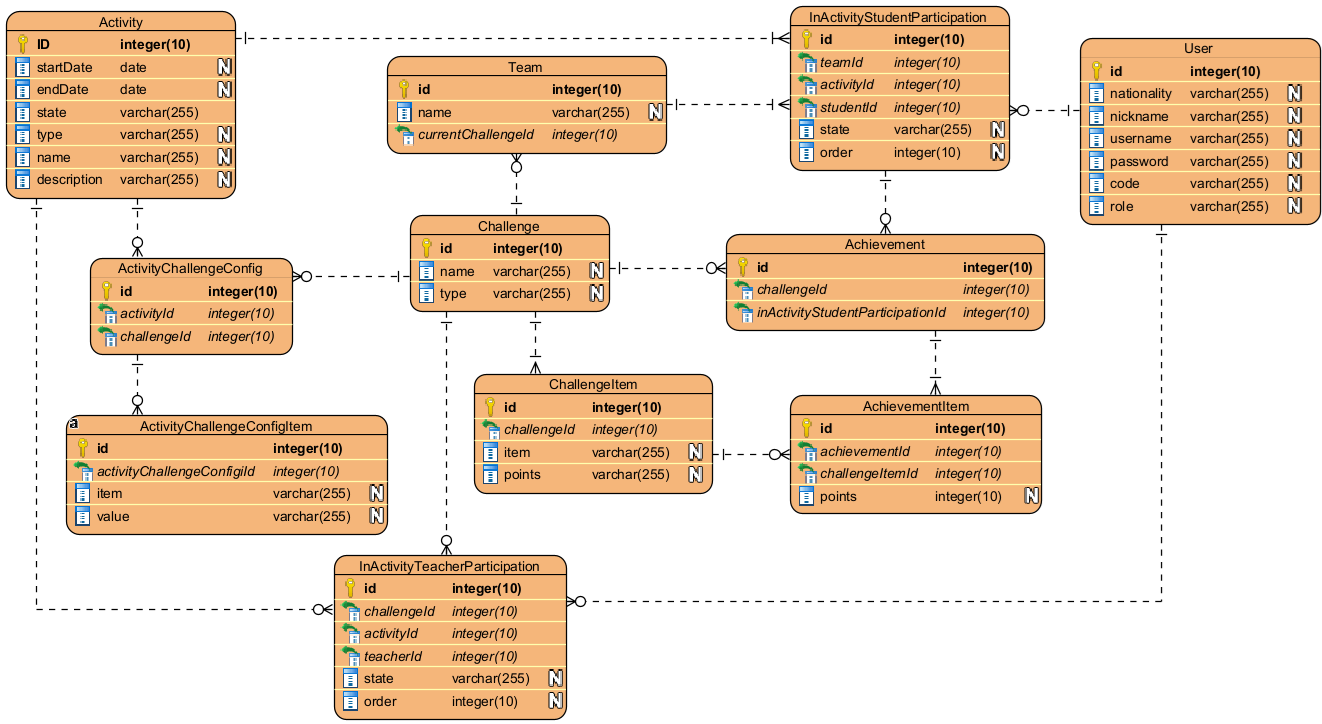 Activity
ID integer(10)
startDate date N
endDate date N
state varchar(255)
type varchar(255) N
name varchar(255) N
description varchar(255) N
Team
id integer(10)
name varchar(255) N
currentChallengeId integer(10)
InActivityStudentParticipation
id integer(10)
teamId integer(10)
activityId integer(10)
studentId integer(10)
state varchar(255) N
order integer(10) N
User
id integer(10)
nationality varchar(255) N
nickname varchar(255) N
username varchar(255) N
password varchar(255) N
code varchar(255) N
role varchar(255) N
ActivityChallengeConfig
id integer(10)
activityId integer(10)
challengeId integer(10)
Challenge
id integer(10)
name varchar(255) N
type varchar(255) N
Achievement
id integer(10)
challengeId integer(10)
inActivityStudentParticipationId integer(10)
a
ActivityChallengeConfigItem
id integer(10)
activityChallengeConfigiId integer(10)
item varchar(255) N
value varchar(255) N
ChallengeItem
id integer(10)
challengeId integer(10)
item varchar(255) N
points varchar(255) N
AchievementItem
id integer(10)
achievementId integer(10)
challengeItemId integer(10)
points integer(10) N
InActivityTeacherParticipation
id integer(10)
challengeId integer(10)
activityId integer(10)
teacherId integer(10)
state varchar(255) N
order integer(10) N